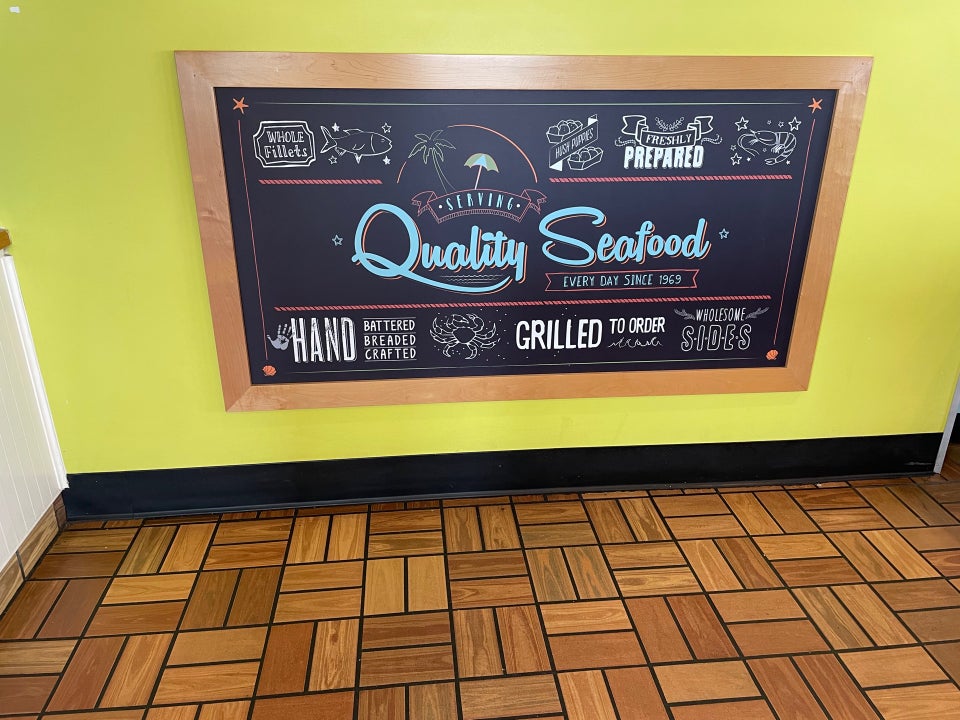 WHOLE
Fillets
HUSH PUPPIES
FRESHLY
PREPARED
SERVING
Quality Seafood
EVERY DAY SINCE 1969
HAND
BATTERED
BREADED
CRAFTED
GRILLED TO ORDER
WHOLESOME
SIDES